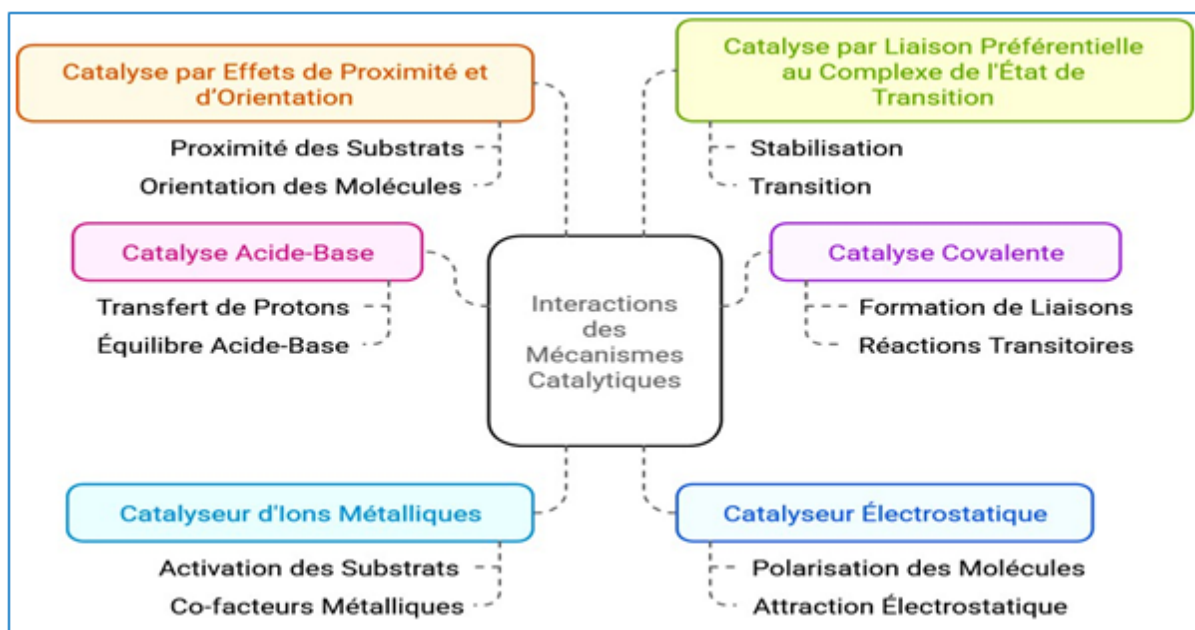 Catalyse par Effets de Proximité et
d'Orientation
Proximité des Substrats
Orientation des Molécules
Catalyse par Liaison Préférentielle
au Complexe de l'État de
Transition
Stabilisation
Transition
Catalyse Acide-Base
Transfert de Protons
Équilibre Acide-Base
Interactions
des
Mécanismes
Catalytiques
Catalyse Covalente
Formation de Liaisons
Réactions Transitoires
Catalyseur d'Ions Métalliques
Activation des Substrats
Co-facteurs Métalliques
Catalyseur Électrostatique
Polarisation des Molécules
Attraction Électrostatique